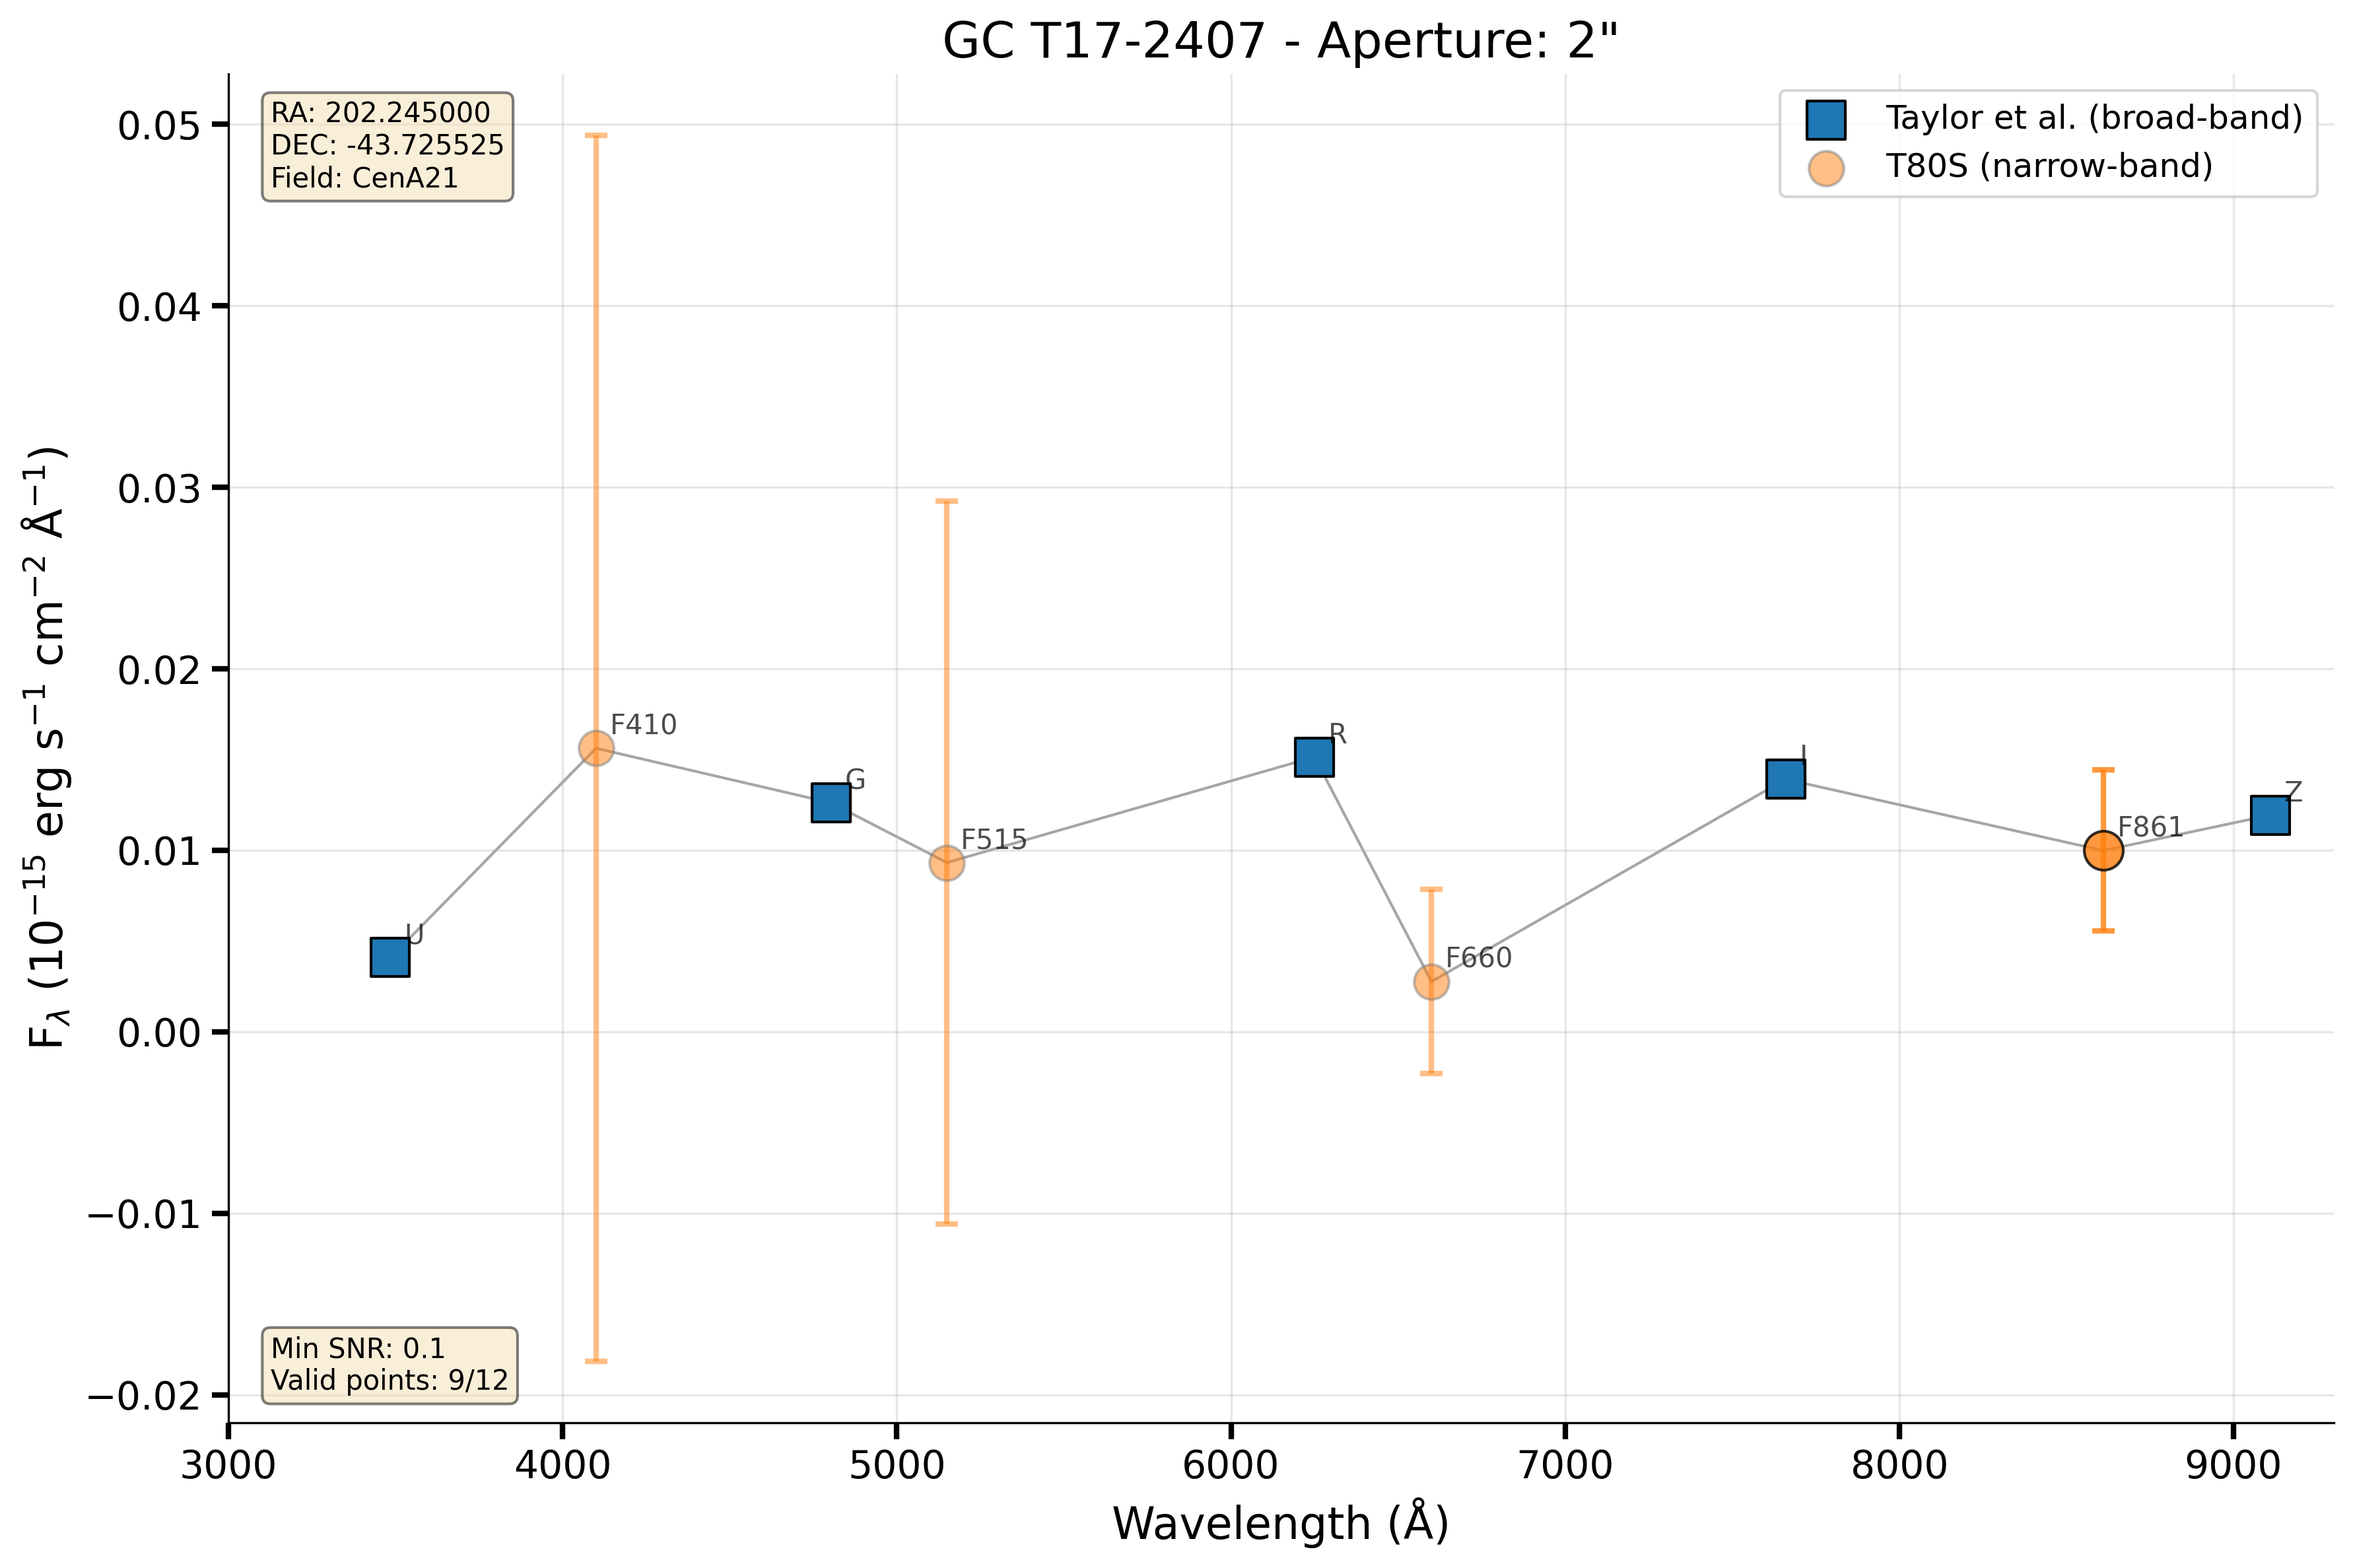 GC T17-2407 - Aperture: 2"
RA: 202.245000
DEC: -43.725525
Field: CenA21
Taylor et al. (broad-band)
T80S (narrow-band)
0.05
0.04
0.03
0.02
0.01
0.00
−0.01
−0.02
F_λ (10⁻¹⁵ erg s⁻¹ cm⁻² Å⁻¹)
U
F410
G
F515
R
F660
I
F861
Z
Min SNR: 0.1
Valid points: 9/12
3000 4000 5000 6000 7000 8000 9000
Wavelength (Å)